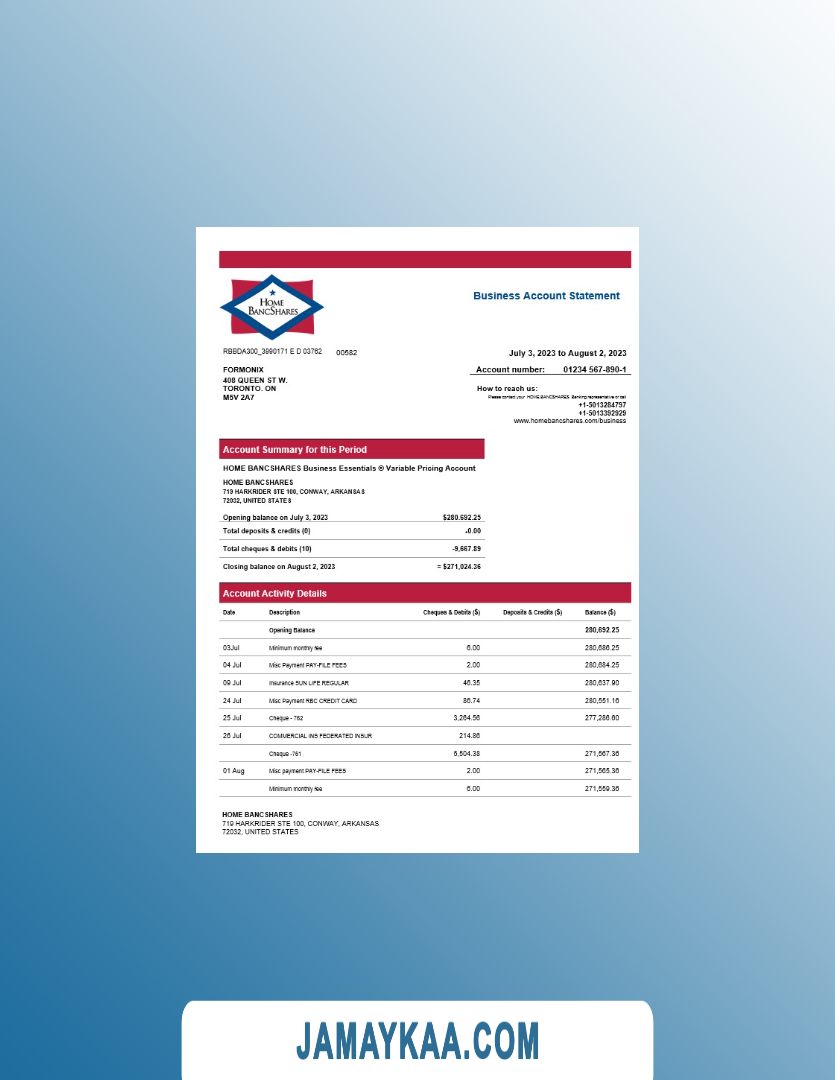 HOME
BANCSHARES
Business Account Statement
RBBDA300_3990171 E D 03762 00582
July 3, 2023 to August 2, 2023
Account number: 01234 567-890-1
FORMONIX
408 QUEEN ST W.
TORONTO. ON
M5V 2A7
How to reach us:
Please contact your HOME BANCSHARES Banking representative or call
+1-5013284797
+1-5013392929
www.homebancshares.com/business
Account Summary for this Period
HOME BANCSHARES Business Essentials ® Variable Pricing Account
HOME BANCSHARES
719 HARKRIDER STE 100, CONWAY, ARKANSAS
72032, UNITED STATES
Opening balance on July 3, 2023 $280.692.25
Total deposits & credits (0) -0.00
Total cheques & debits (10) -9,667.89
Closing balance on August 2, 2023 = $271,024.36
Account Activity Details
Date Description Cheques & Debits ($) Deposits & Credits ($) Balance ($)
Opening Balance 280,692.25
03Jul Minimum monthly fee 6.00 280,686.25
04 Jul Misc Payment PAY-FILE FEES 2.00 280,684.25
09 Jul Insurance SUN LIFE REGULAR 46.35 280,637.90
24 Jul Misc Payment RBC CREDIT CARD 86.74 280,551.16
25 Jul Cheque - 762 3,264.56 277,286.60
26 Jul COMMERCIAL INS FEDERATED INSUR 214.86
Cheque -761 5,504.38 271,567.36
01 Aug Misc payment PAY-FILE FEES 2.00 271,565.36
Minimum monthly fee 6.00 271,559.36
HOME BANCSHARES
719 HARKRIDER STE 100, CONWAY, ARKANSAS
72032, UNITED STATES
JAMAYKAA.COM